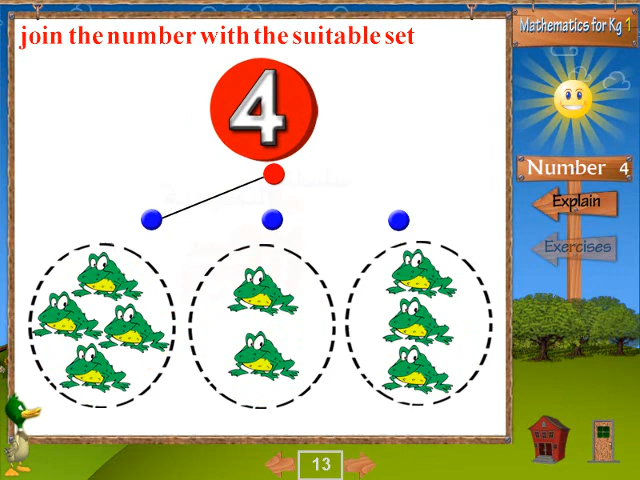 join the number with the suitable set
Mathematics for Kg 1
4
Number 4
Explain
Exercises
13